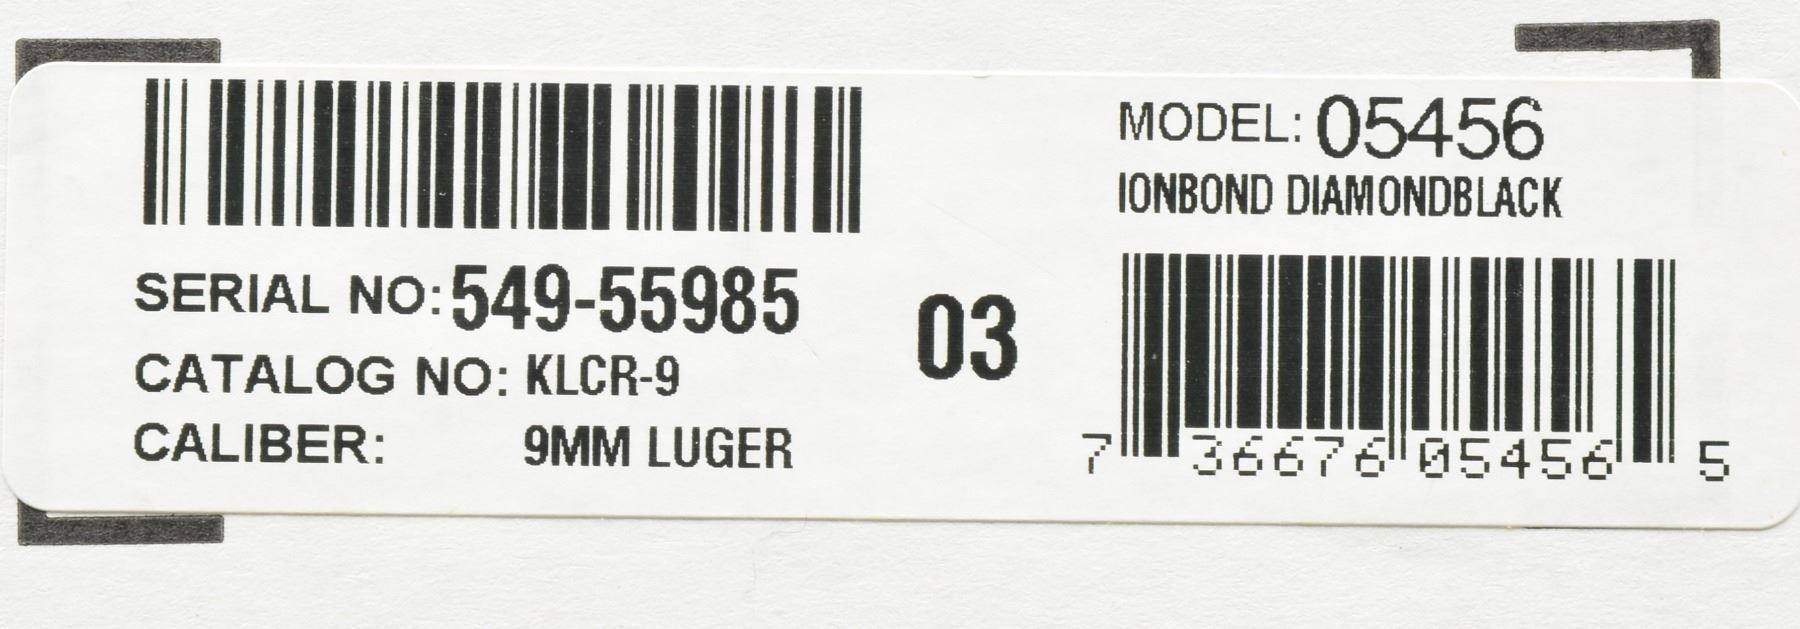 SERIAL NO: 549-55985
CATALOG NO: KLCR-9
CALIBER: 9MM LUGER
03
MODEL: 05456
IONBOND DIAMONDBLACK
7 36676 05456 5